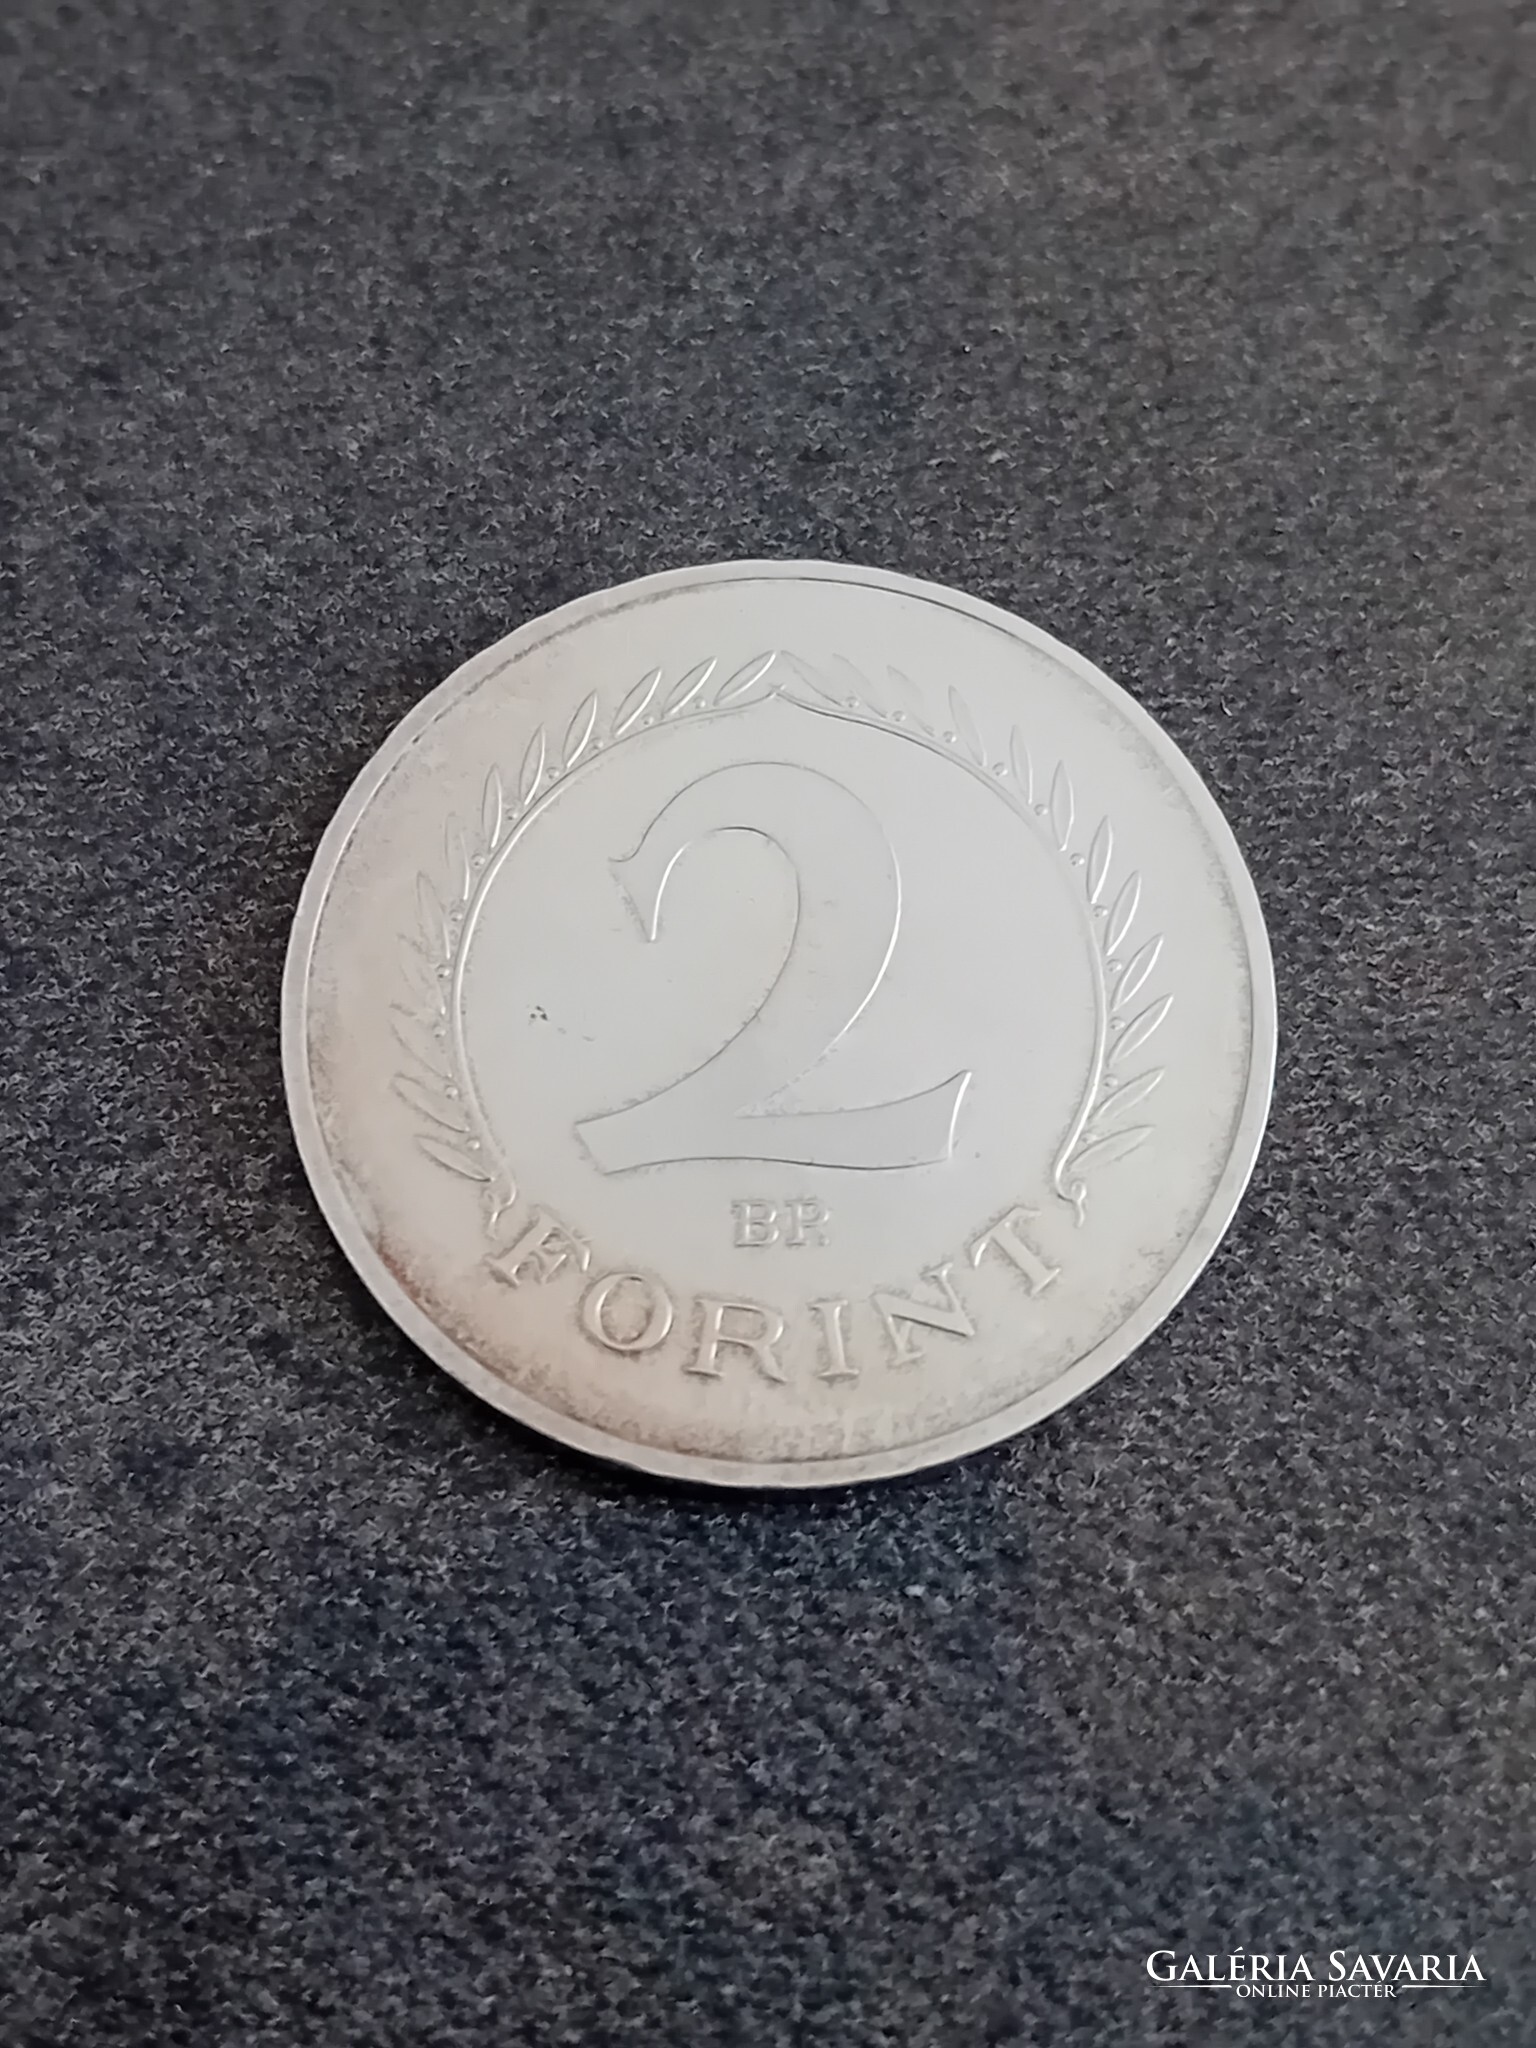 2
BP.
FORINT
GALÉRIA SAVARIA
ONLINE PIACTÉR